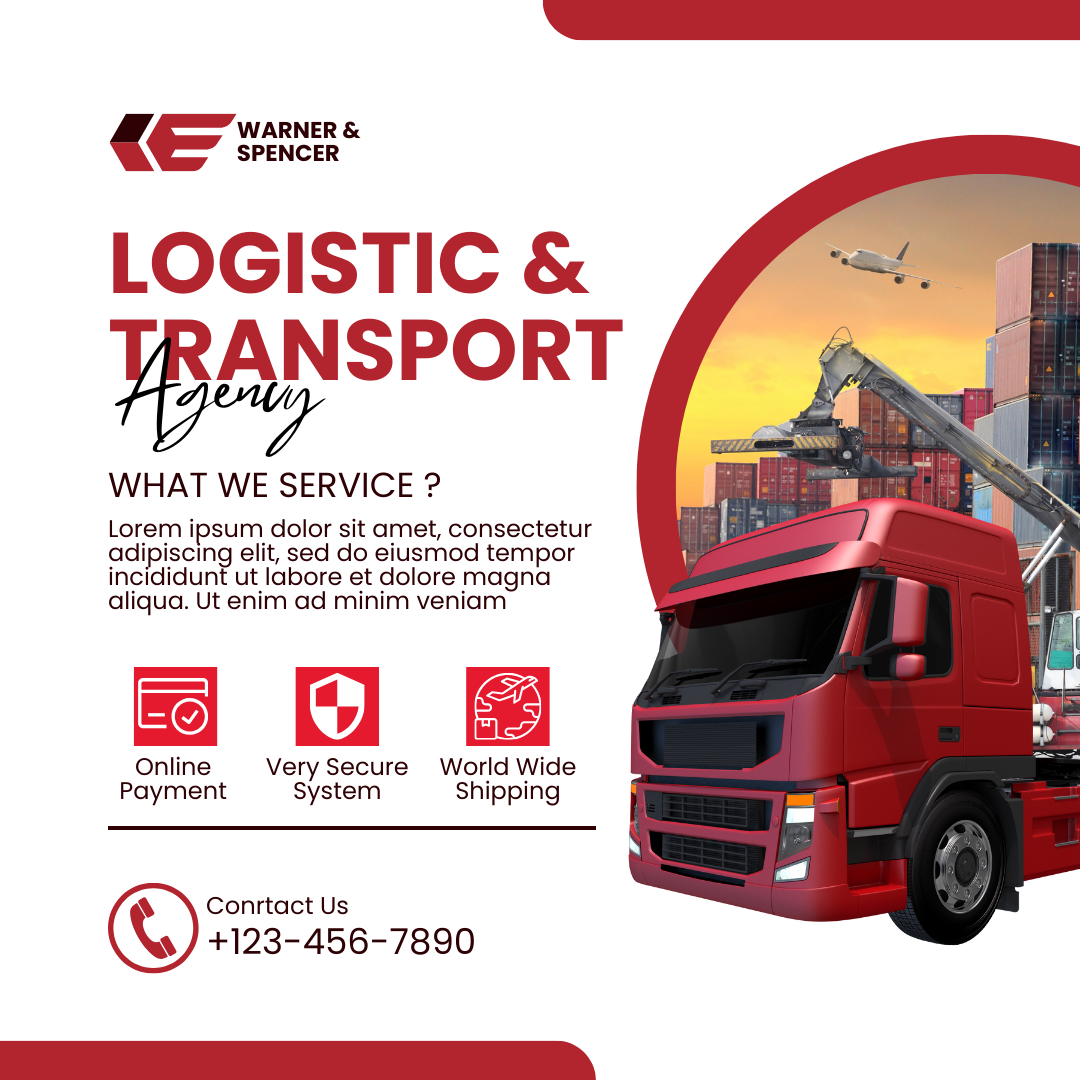 WARNER &
SPENCER
LOGISTIC &
TRANSPORT
Agency
WHAT WE SERVICE ?
Lorem ipsum dolor sit amet, consectetur
adipiscing elit, sed do eiusmod tempor
incididunt ut labore et dolore magna
aliqua. Ut enim ad minim veniam
Online
Payment
Very Secure
System
World Wide
Shipping
Conrtact Us
+123-456-7890